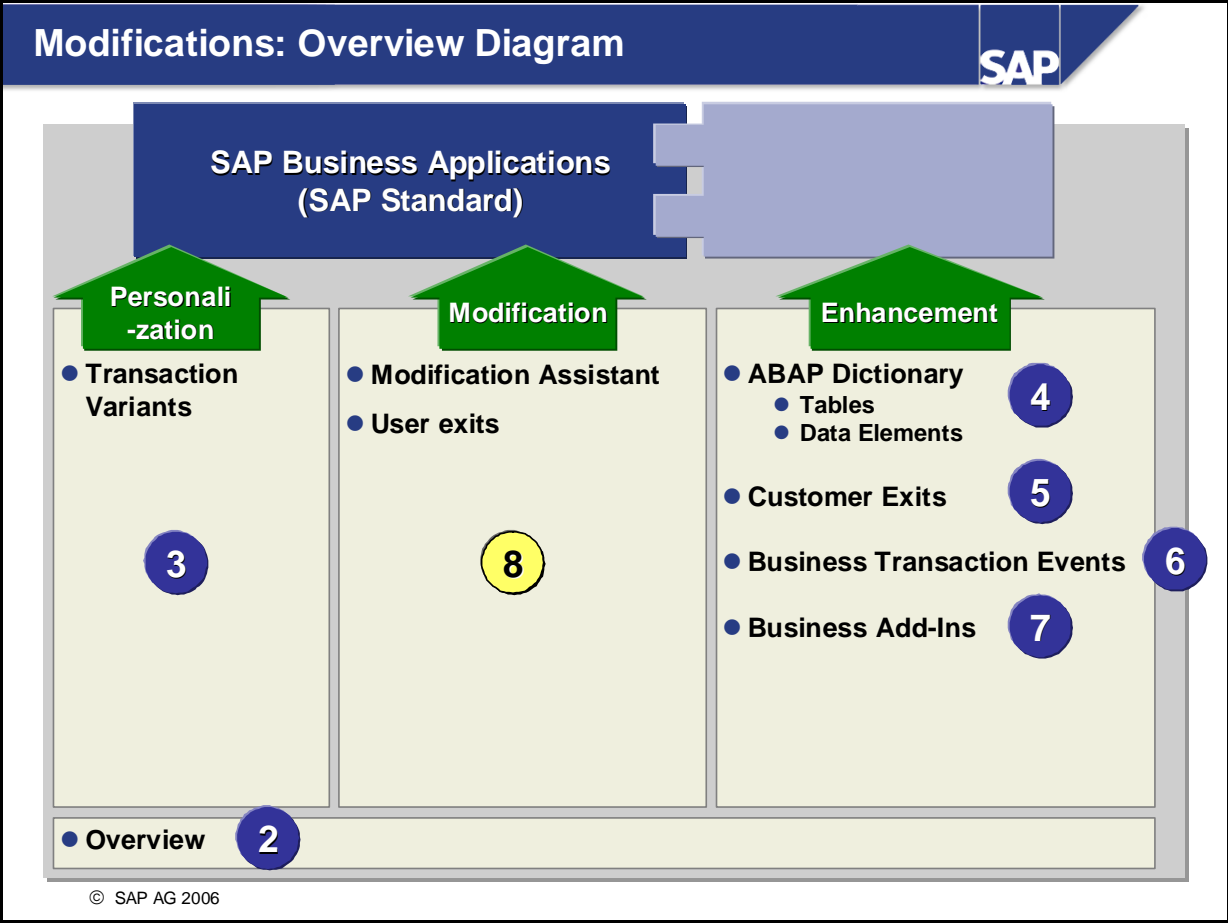 Modifications: Overview Diagram
SAP
SAP Business Applications
(SAP Standard)
Personali
-zation
Transaction
Variants
3
Modification
Modification Assistant
User exits
8
Enhancement
ABAP Dictionary
Tables
Data Elements
4
Customer Exits
5
Business Transaction Events
6
Business Add-Ins
7
Overview
2
© SAP AG 2006